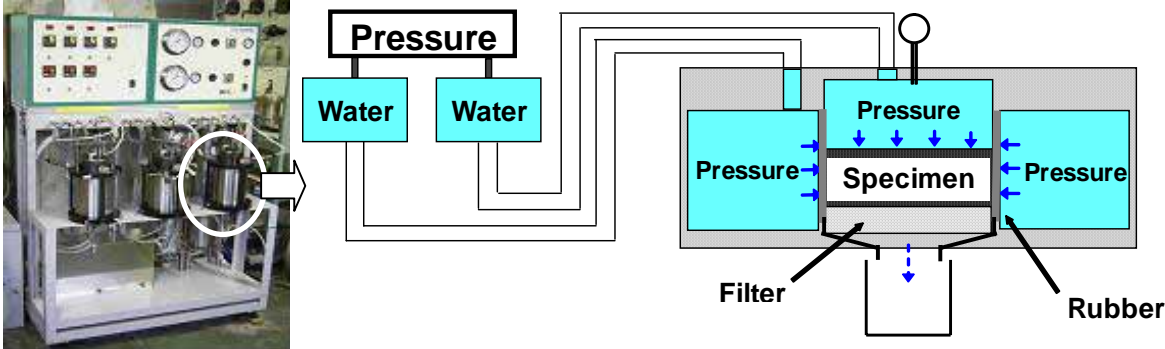 Pressure
Water
Water
Pressure
Pressure
Specimen
Pressure
Filter
Rubber